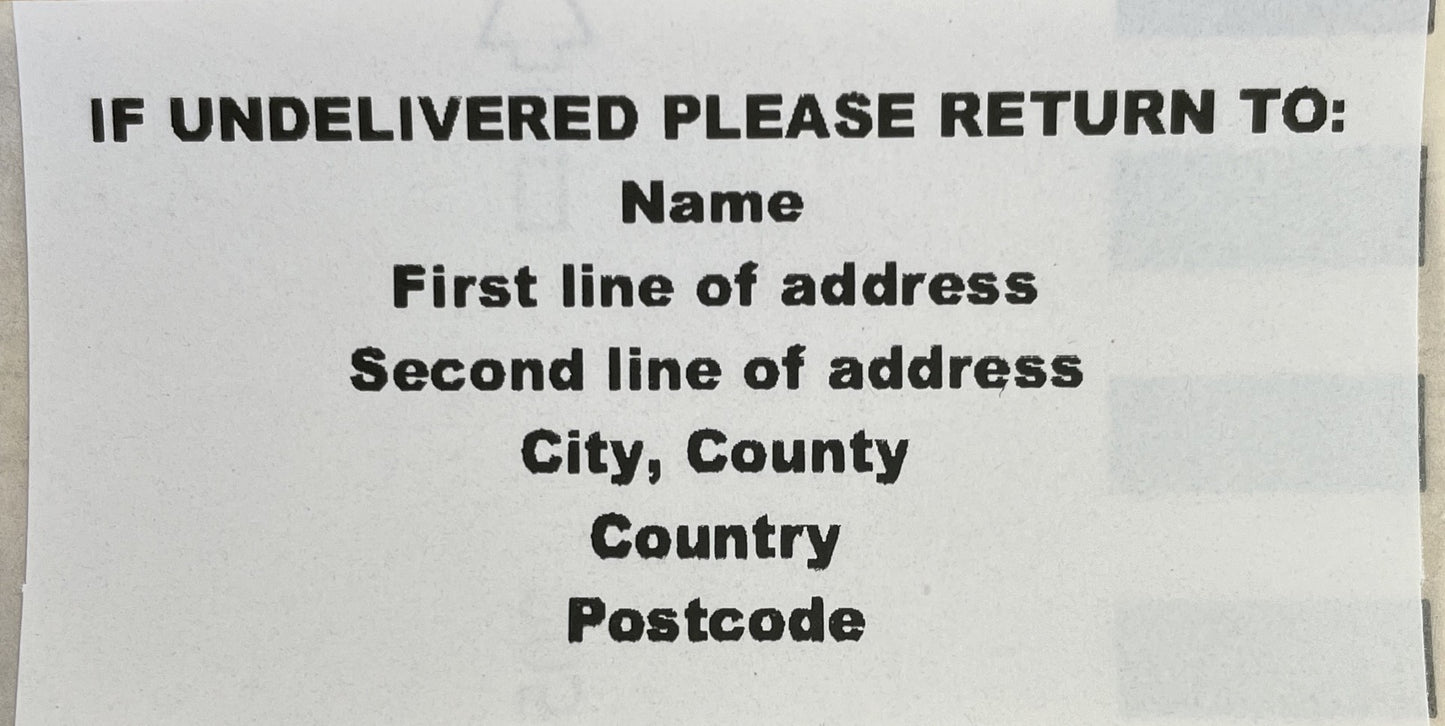 IF UNDELIVERED PLEASE RETURN TO:
Name
First line of address
Second line of address
City, County
Country
Postcode